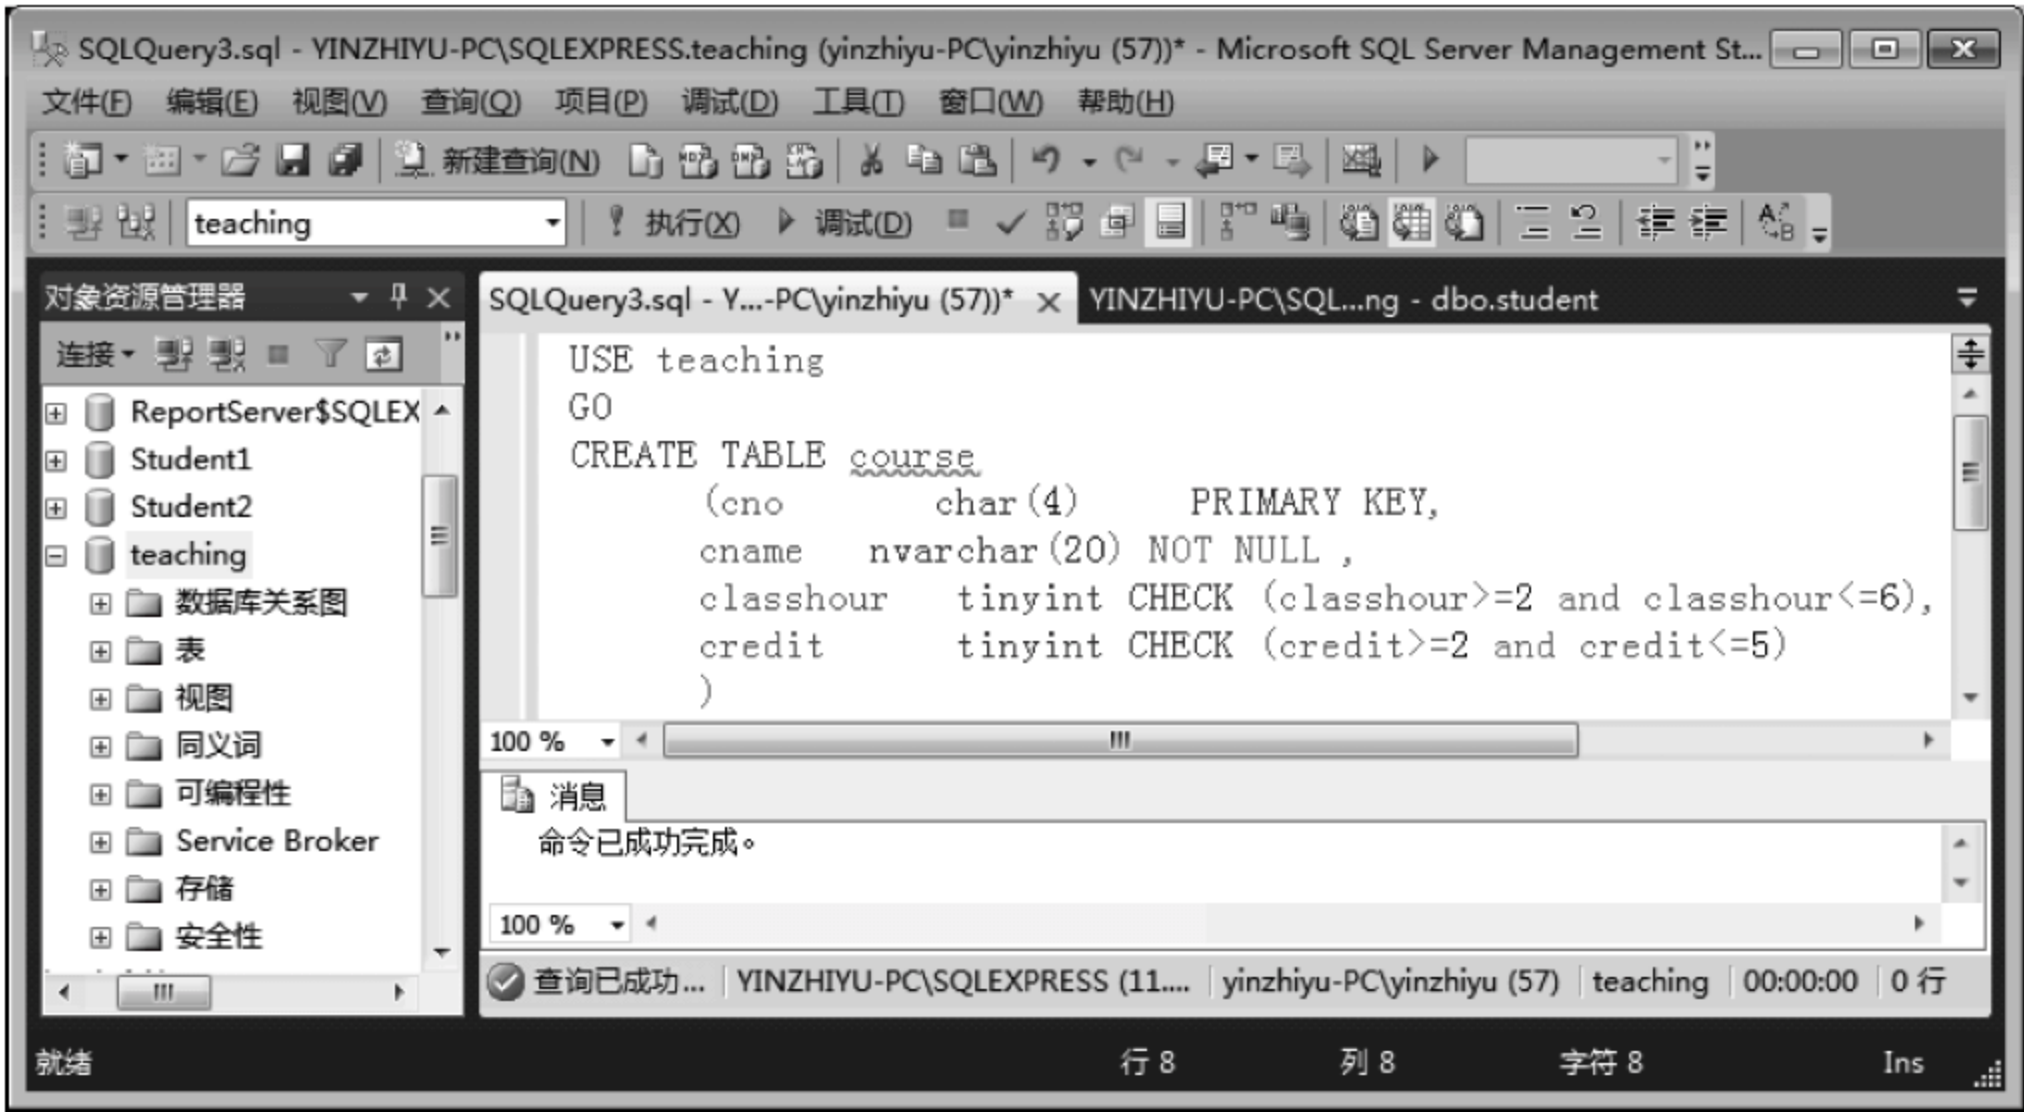 SQLQuery3.sql - YINZHIYU-PC\SQLEXPRESS.teaching (yinzhiyu-PC\yinzhiyu (57))* - Microsoft SQL Server Management St...
文件(F) 编辑(E) 视图(V) 查询(Q) 项目(P) 调试(D) 工具(T) 窗口(W) 帮助(H)
新建查询(N)
teaching 执行(X) 调试(D)
对象资源管理器
连接
ReportServer$SQLEX
Student1
Student2
teaching
数据库关系图
表
视图
同义词
可编程性
Service Broker
存储
安全性
SQLQuery3.sql - Y...-PC\yinzhiyu (57))* YINZHIYU-PC\SQL...ng - dbo.student
USE teaching
GO
CREATE TABLE course
(cno char(4) PRIMARY KEY,
cname nvarchar(20) NOT NULL ,
classhour tinyint CHECK (classhour>=2 and classhour<=6),
credit tinyint CHECK (credit>=2 and credit<=5)
)
100 %
消息
命令已成功完成。
100 %
查询已成功... YINZHIYU-PC\SQLEXPRESS (11.... yinzhiyu-PC\yinzhiyu (57) teaching 00:00:00 0 行
就绪 行 8 列 8 字符 8 Ins